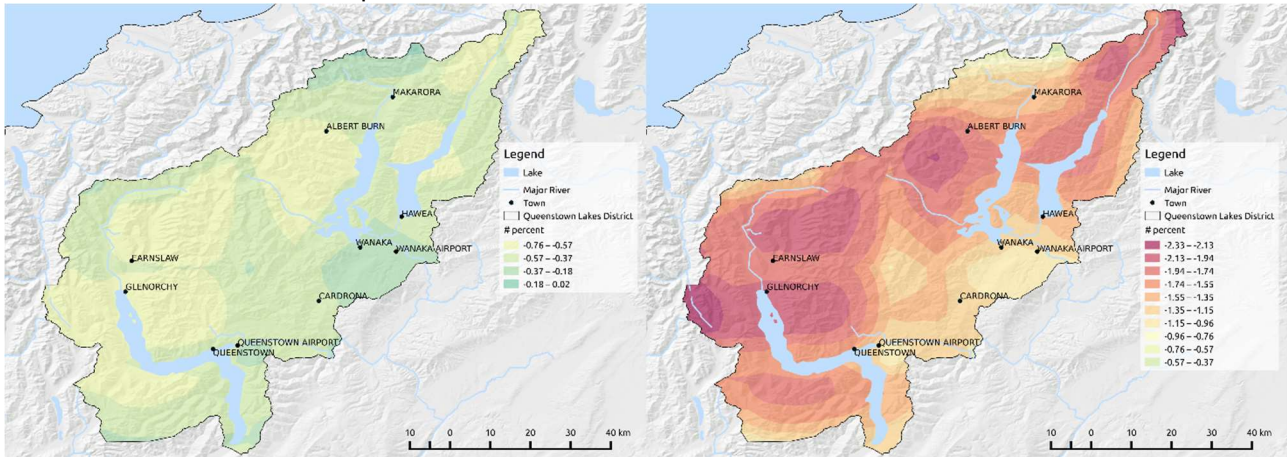 MAKARORA
ALBERT BURN
HAWEA
WANAKA
WANAKA AIRPORT
EARNSLAW
GLENORCHY
CARDRONA
QUEENSTOWN AIRPORT
QUEENSTOWN
Legend
Lake
Major River
Town
Queenstown Lakes District
# percent
-0.76 – -0.57
-0.57 – -0.37
-0.37 – -0.18
-0.18 – 0.02
10 0 10 20 30 40 km
MAKARORA
ALBERT BURN
HAWEA
WANAKA
WANAKA AIRPORT
EARNSLAW
GLENORCHY
CARDRONA
QUEENSTOWN AIRPORT
QUEENSTOWN
Legend
Lake
Major River
Town
Queenstown Lakes District
# percent
-2.33 – -2.13
-2.13 – -1.94
-1.94 – -1.74
-1.74 – -1.55
-1.55 – -1.35
-1.35 – -1.15
-1.15 – -0.96
-0.96 – -0.76
-0.76 – -0.57
-0.57 – -0.37
10 0 10 20 30 40 km